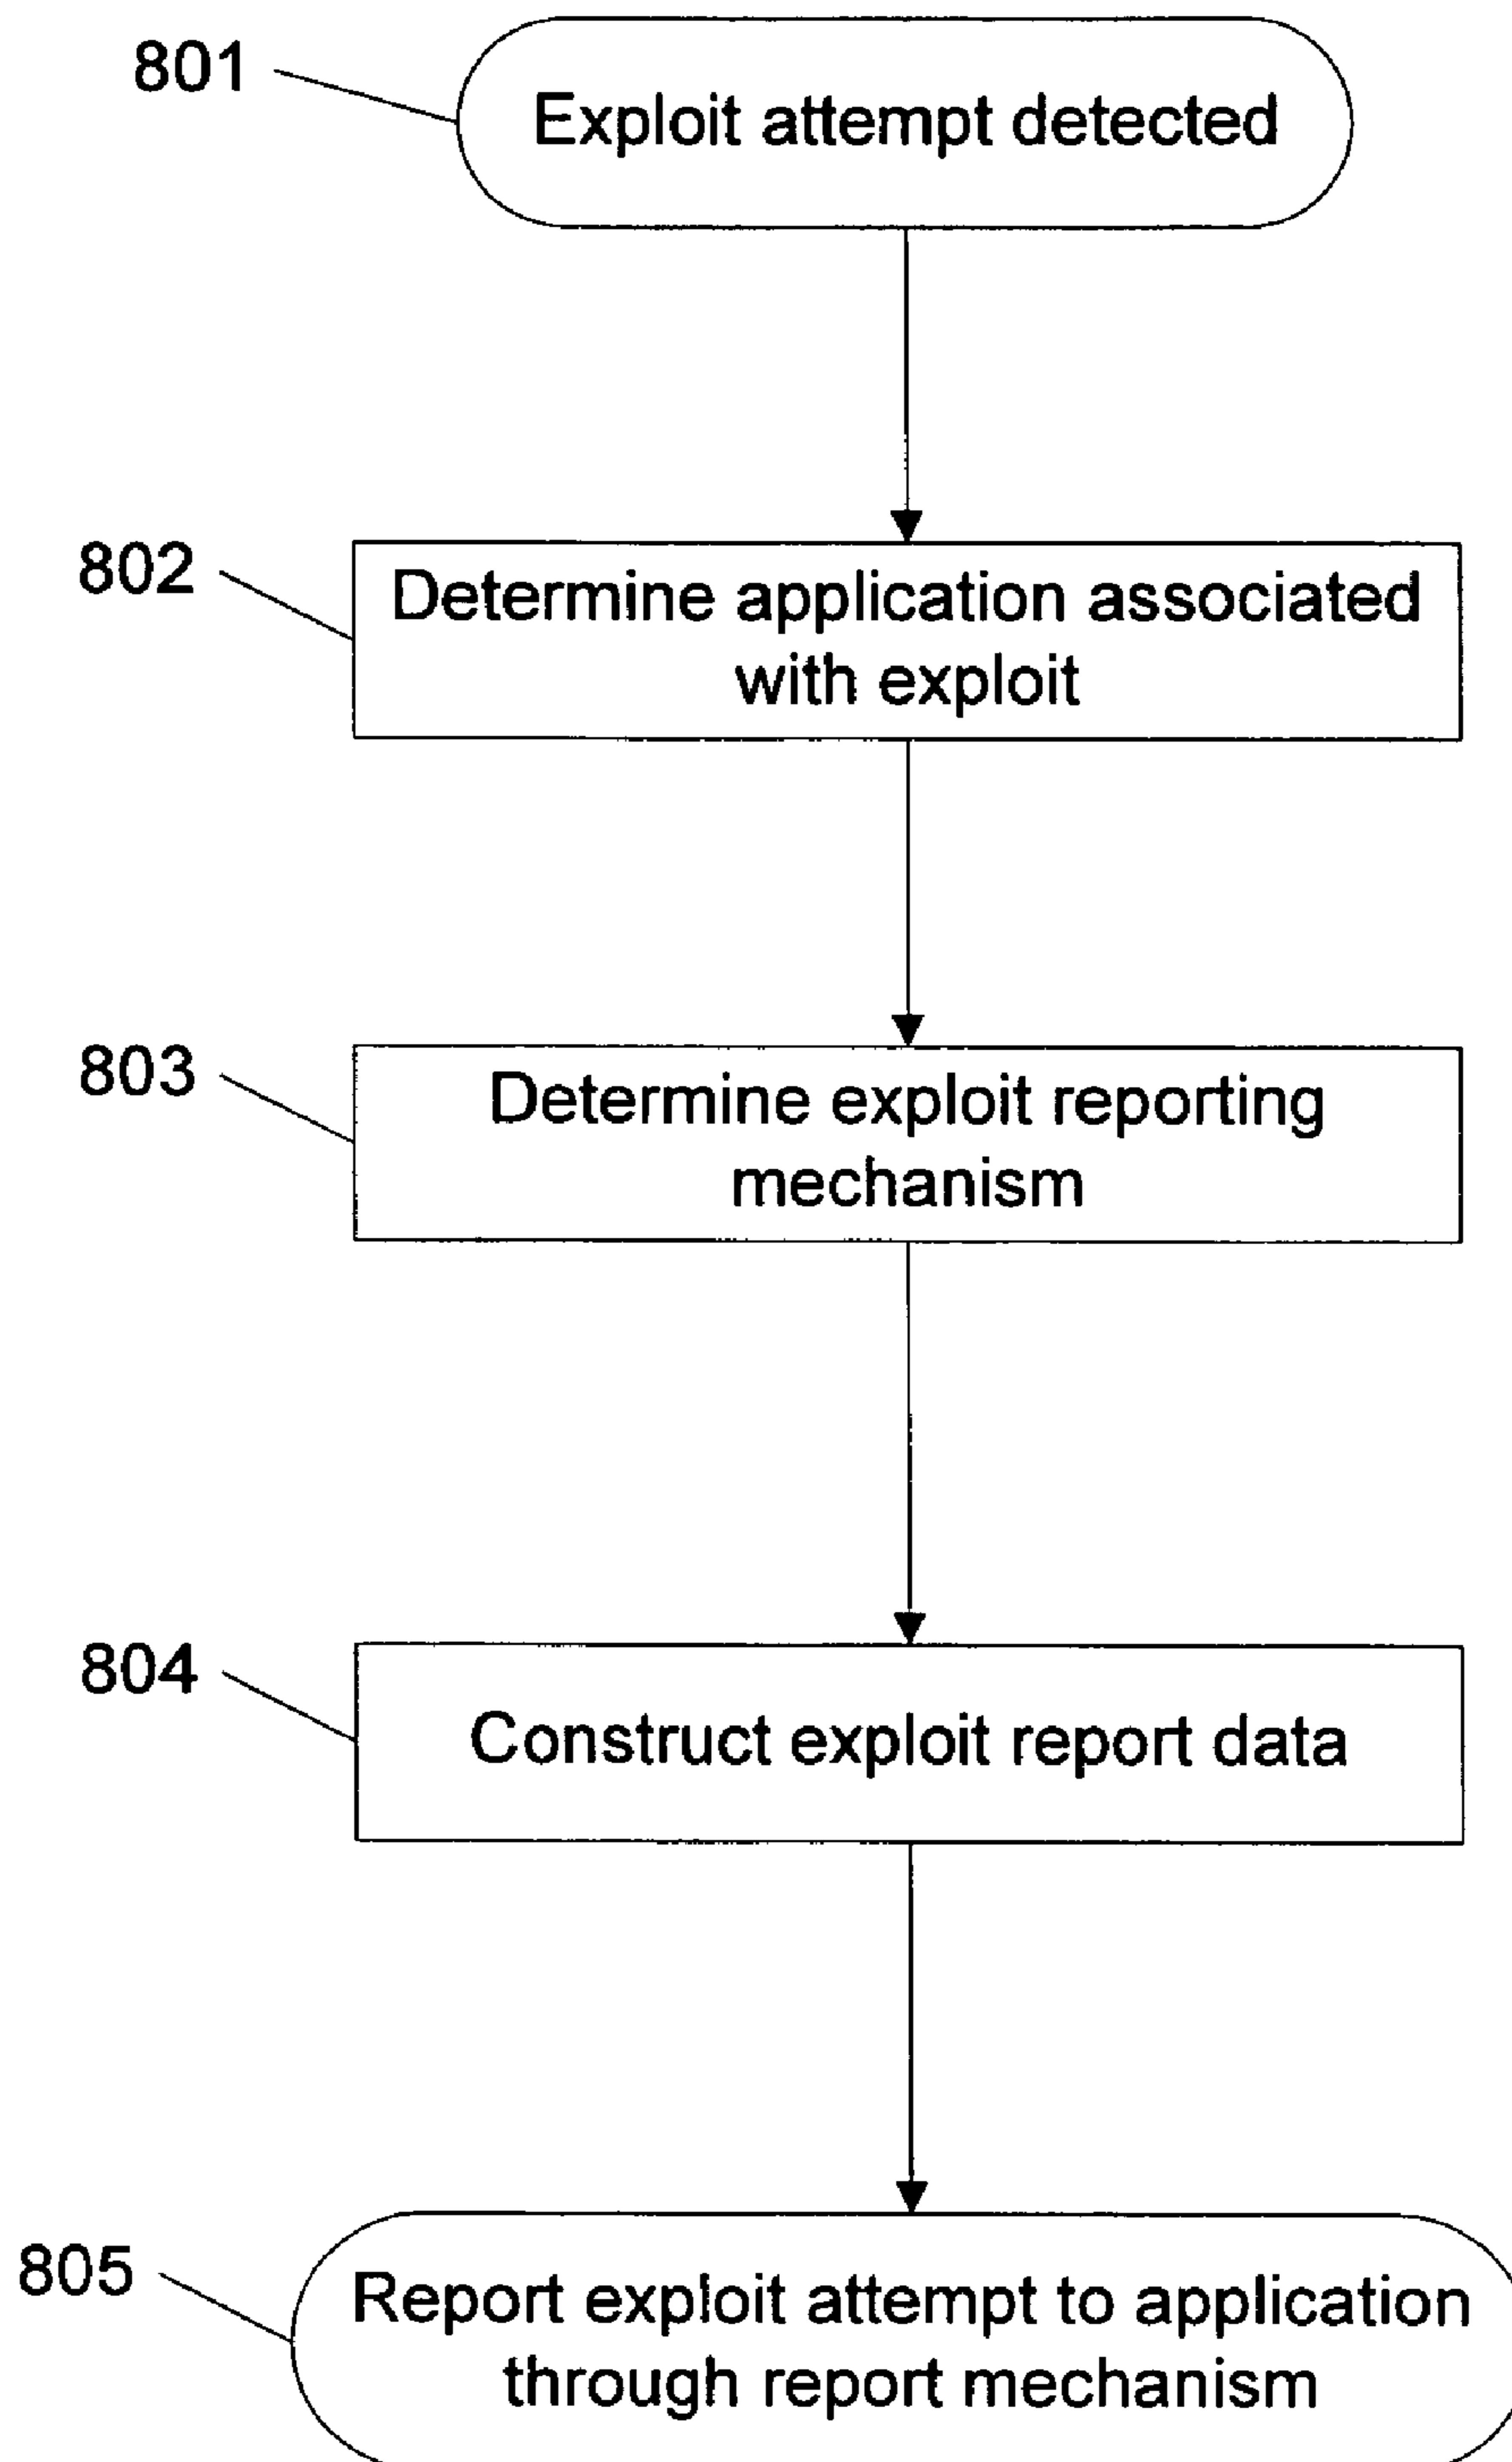 801
Exploit attempt detected
802
Determine application associated
with exploit
803
Determine exploit reporting
mechanism
804
Construct exploit report data
805
Report exploit attempt to application
through report mechanism